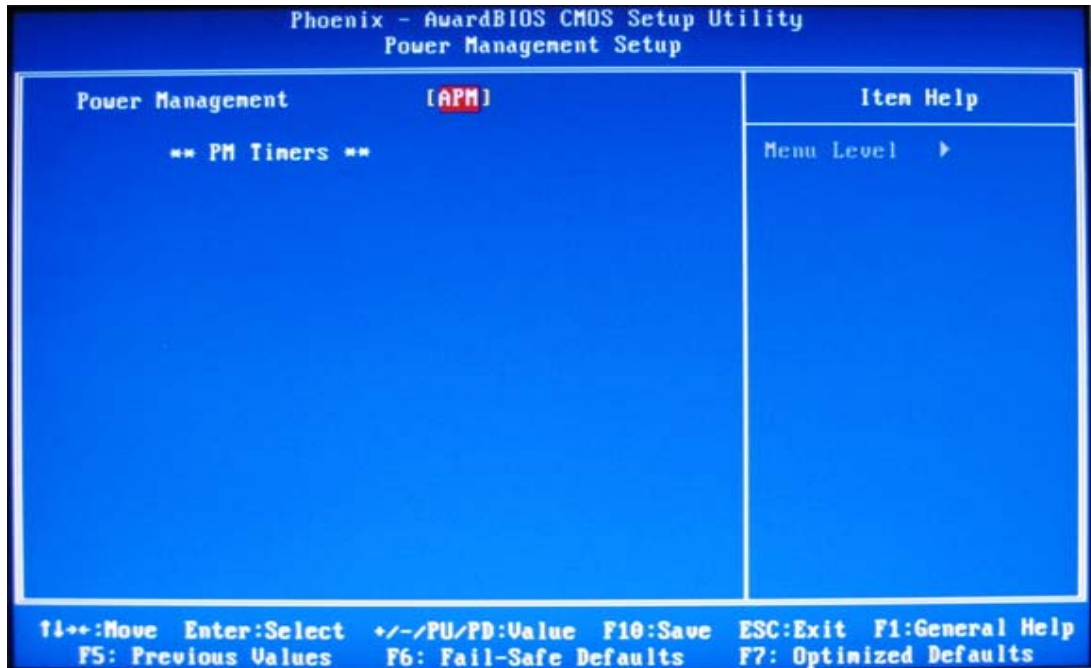 Phoenix - AwardBIOS CMOS Setup Utility
Power Management Setup
Power Management [APM]
Item Help
** PM Timers **
Menu Level ▶
↑↓→←:Move Enter:Select +/-/PU/PD:Value F10:Save ESC:Exit F1:General Help
F5: Previous Values F6: Fail-Safe Defaults F7: Optimized Defaults